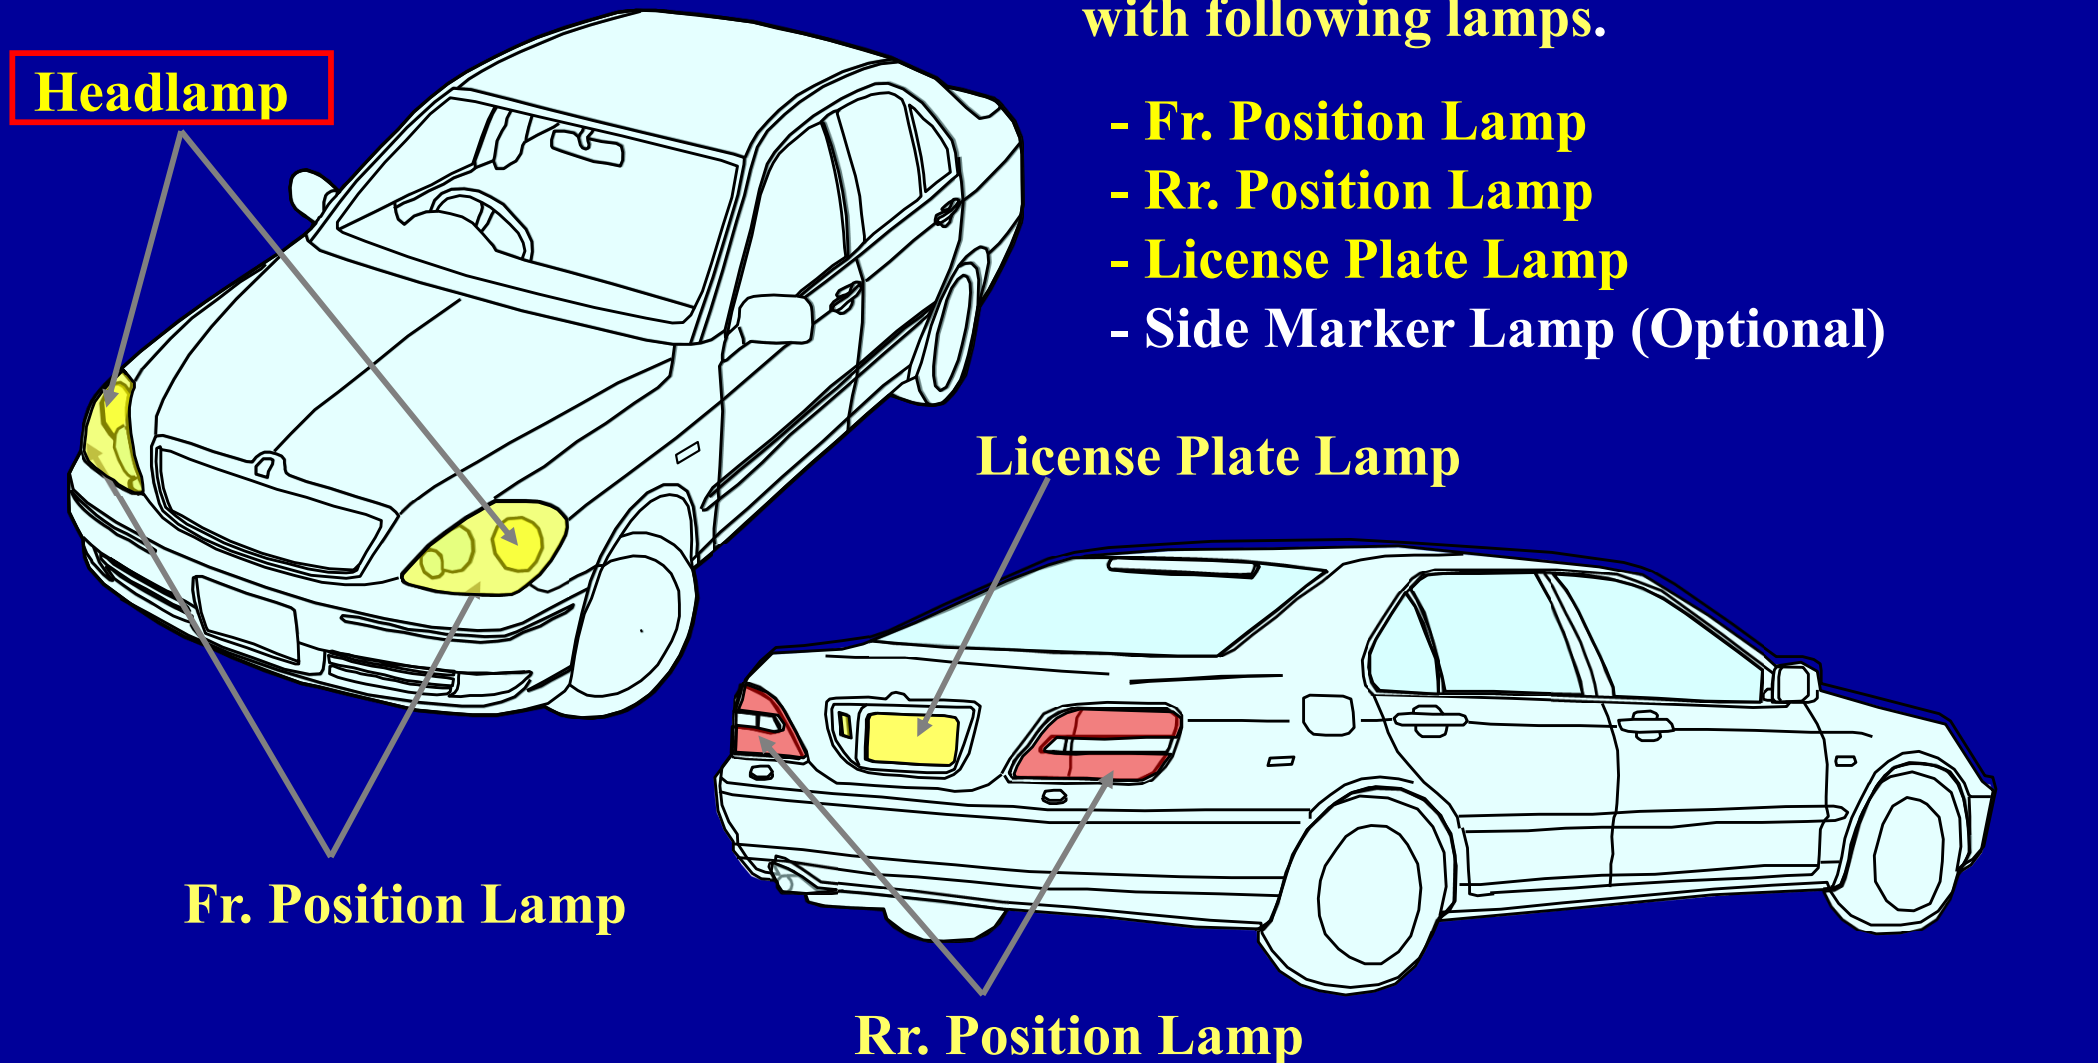 with following lamps.
Headlamp
- Fr. Position Lamp
- Rr. Position Lamp
- License Plate Lamp
- Side Marker Lamp (Optional)
License Plate Lamp
Fr. Position Lamp
Rr. Position Lamp